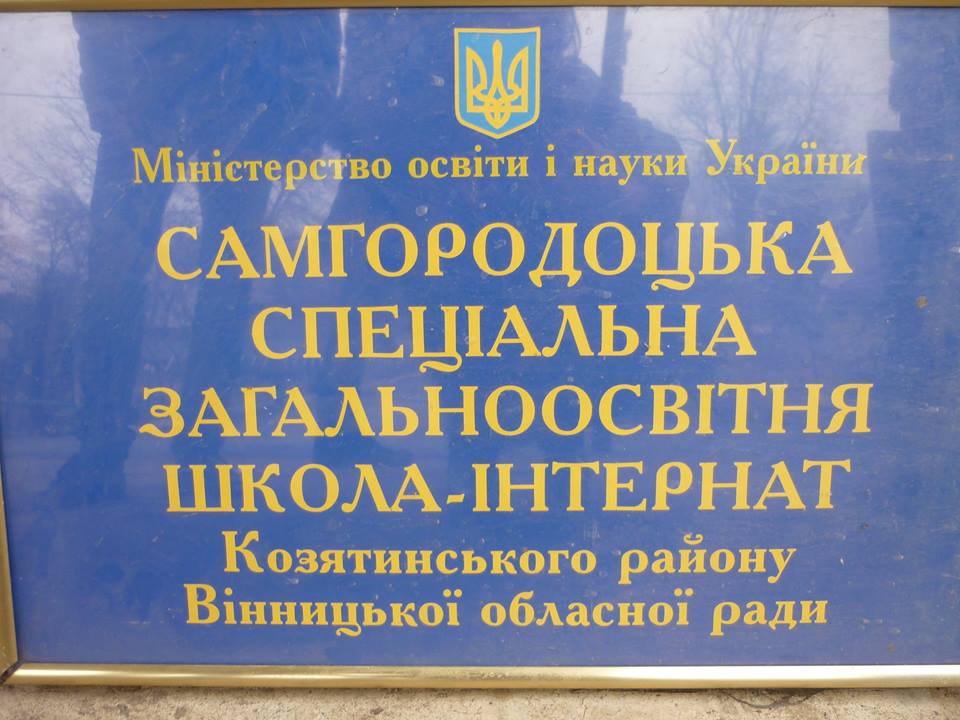 Міністерство освіти і науки України
САМГОРОДОЦЬКА
СПЕЦІАЛЬНА
ЗАГАЛЬНООСВІТНЯ
ШКОЛА-ІНТЕРНАТ
Козятинського району
Вінницької обласної ради